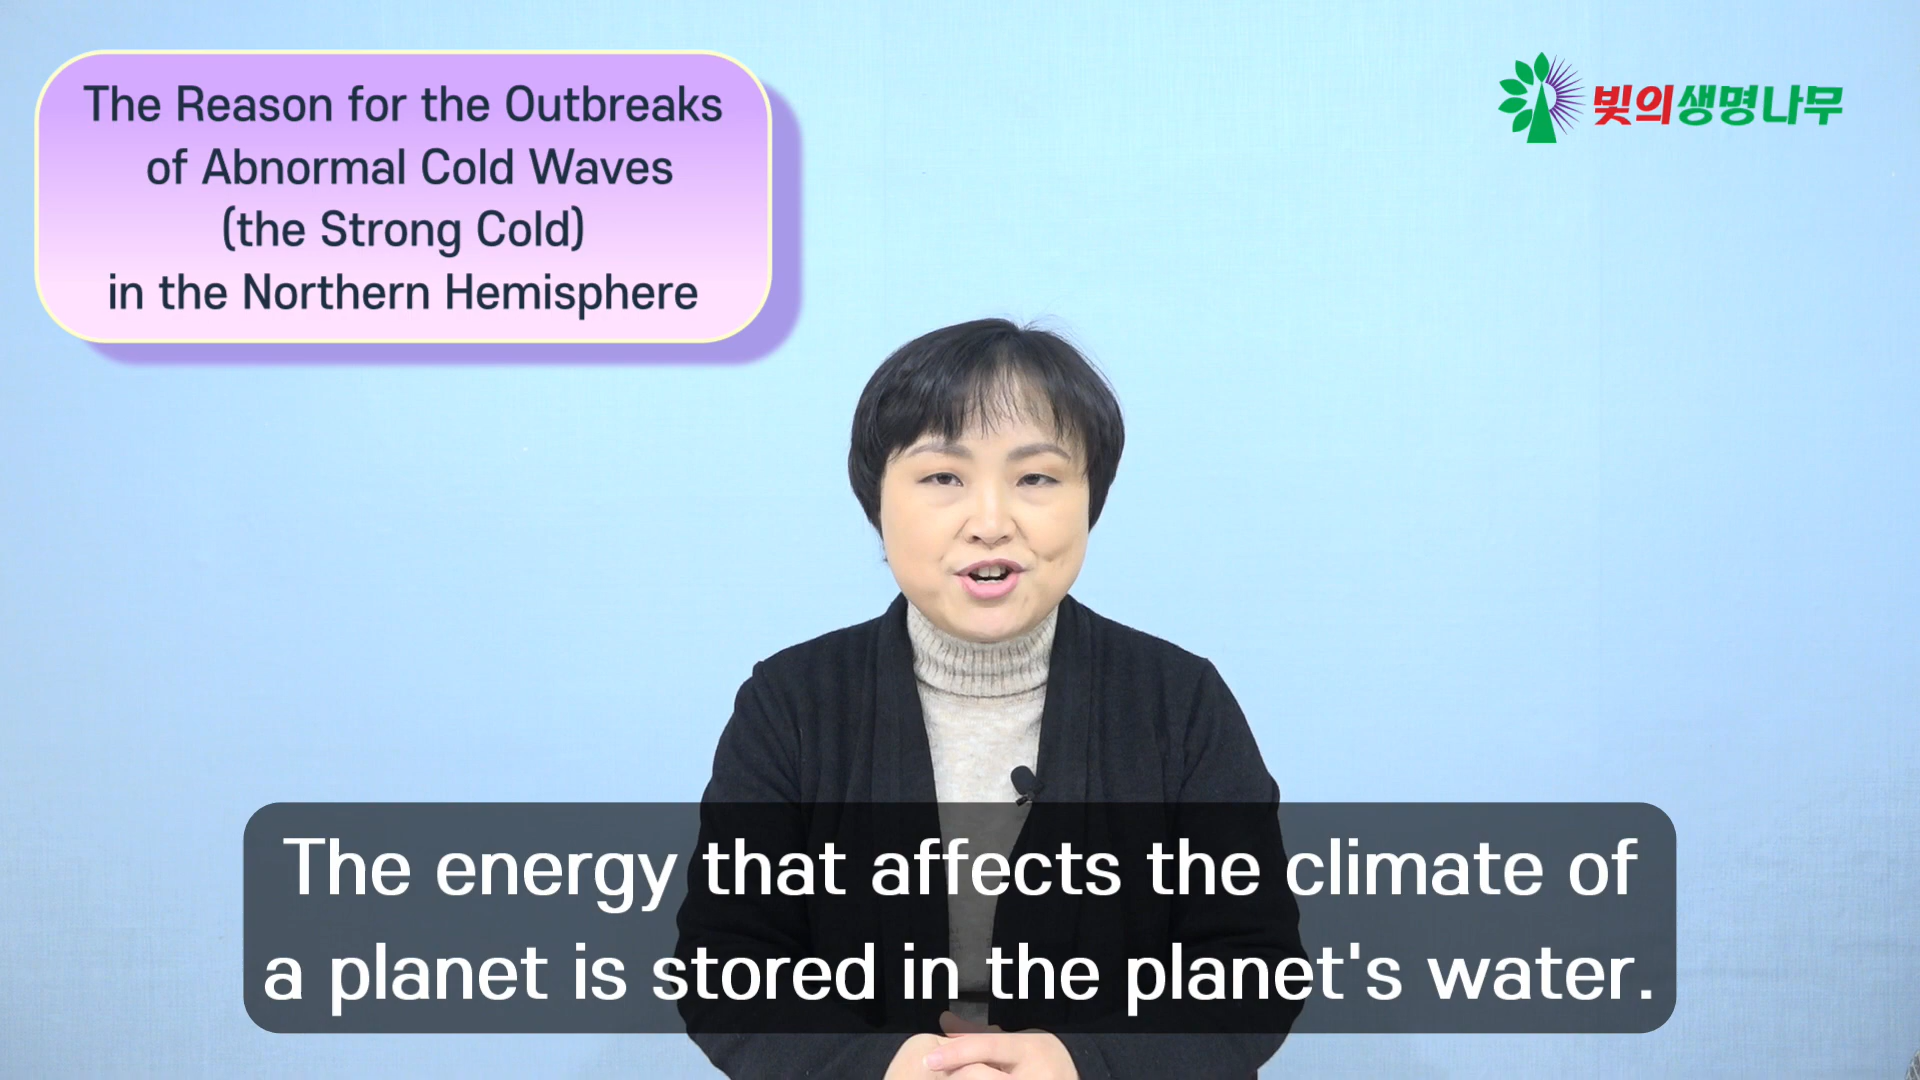 The Reason for the Outbreaks
of Abnormal Cold Waves
(the Strong Cold)
in the Northern Hemisphere
빛의생명나무
The energy that affects the climate of
a planet is stored in the planet's water.